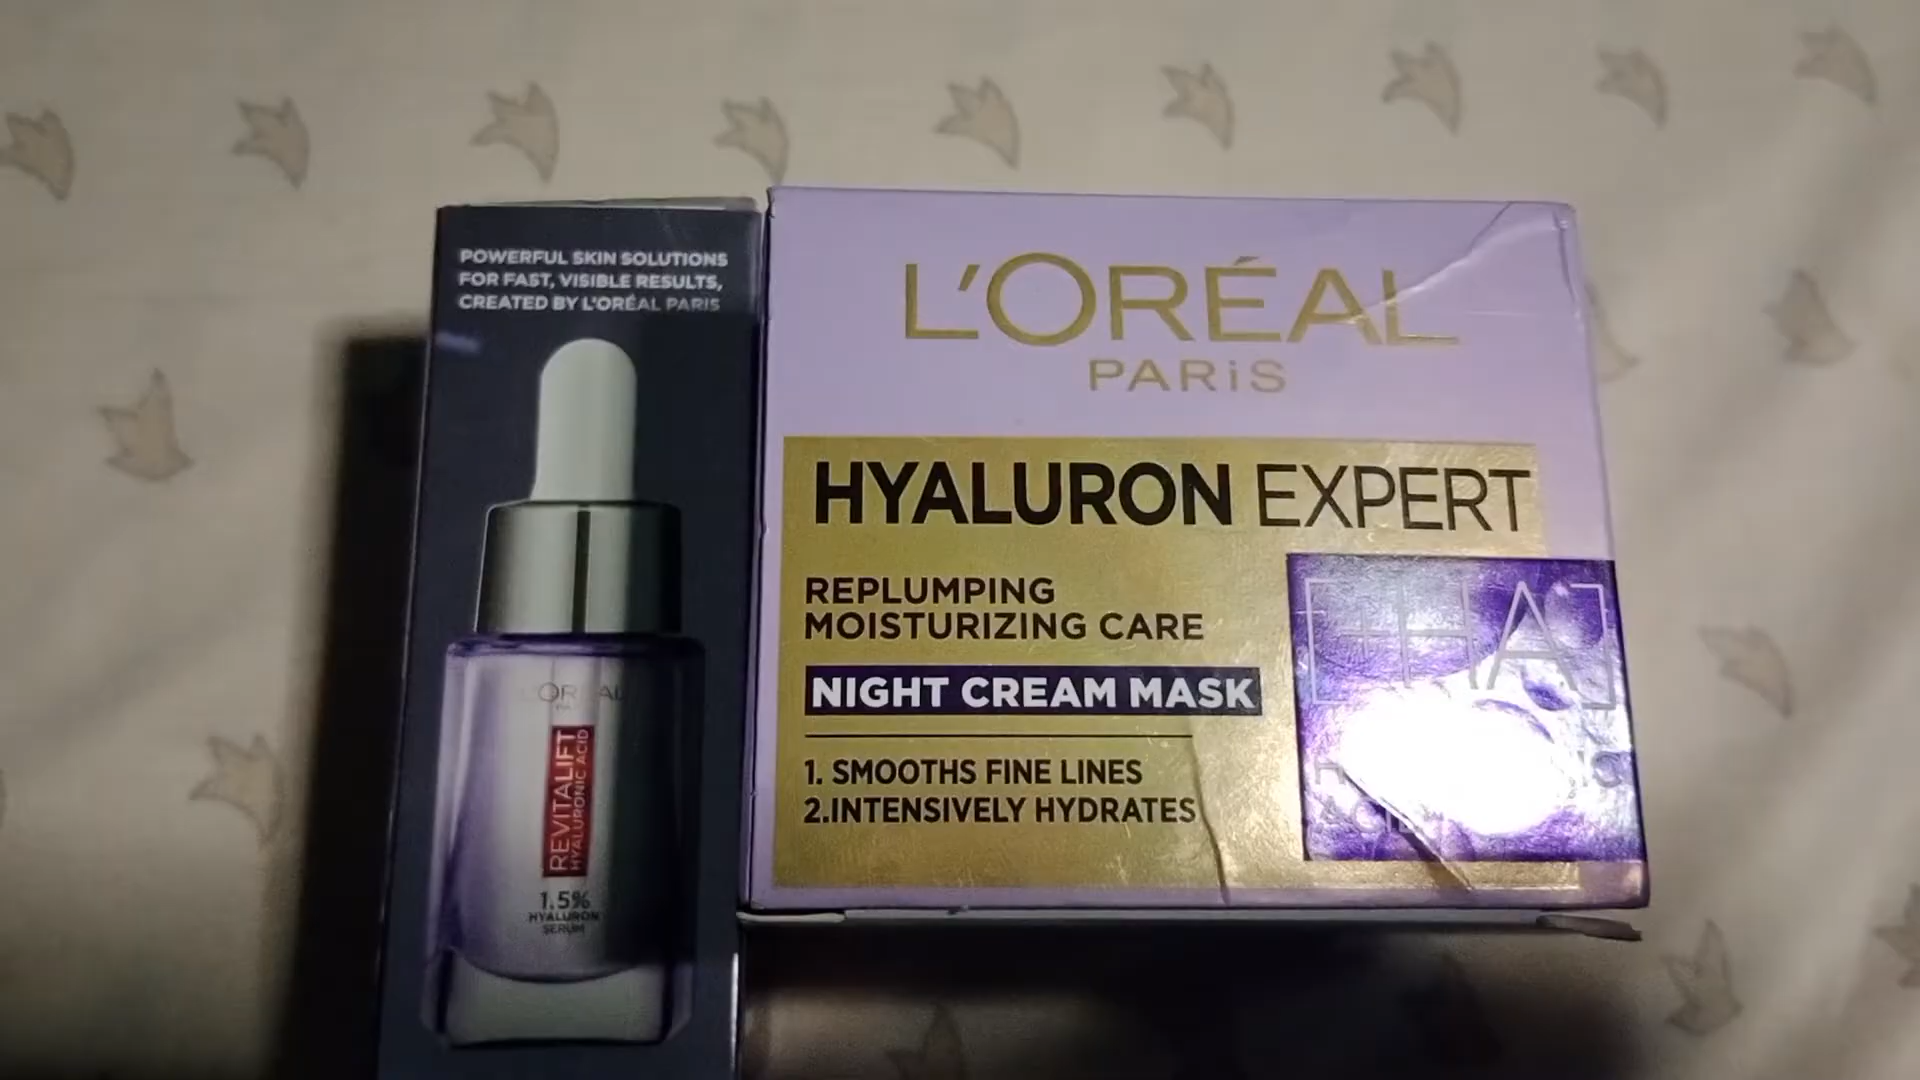 POWERFUL SKIN SOLUTIONS
FOR FAST, VISIBLE RESULTS,
CREATED BY L'ORÉAL PARIS
L'ORÉAL
REVITALIFT
HYALURONIC ACID
1.5%
HYALURON
SERUM
L'ORÉAL
PARiS
HYALURON EXPERT
REPLUMPING
MOISTURIZING CARE
NIGHT CREAM MASK
1. SMOOTHS FINE LINES
2.INTENSIVELY HYDRATES
[+HA]